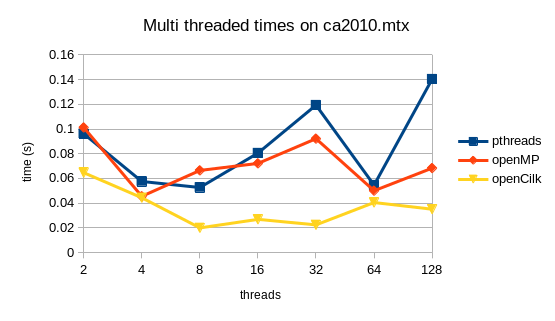 Multi threaded times on ca2010.mtx
0.16
0.14
0.12
0.1
0.08
0.06
0.04
0.02
0
time (s)
2 4 8 16 32 64 128
threads
pthreads
openMP
openCilk